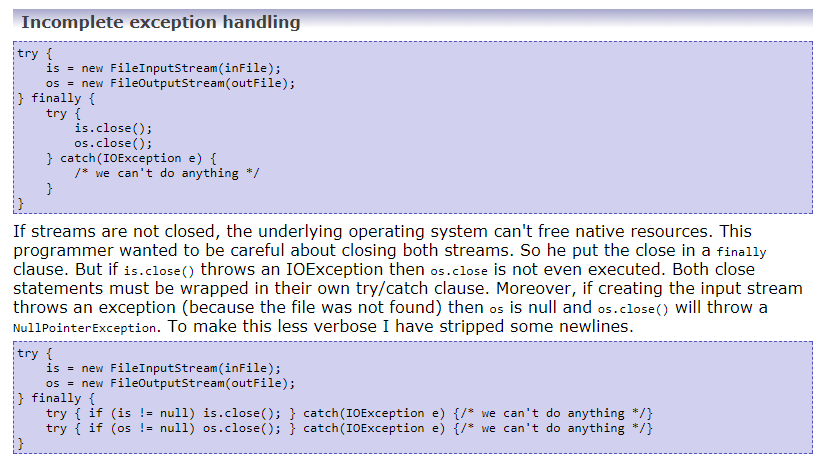 Incomplete exception handling
try {
    is = new FileInputStream(inFile);
    os = new FileOutputStream(outFile);
} finally {
    try {
        is.close();
        os.close();
    } catch(IOException e) {
        /* we can't do anything */
    }
}
If streams are not closed, the underlying operating system can't free native resources. This
programmer wanted to be careful about closing both streams. So he put the close in a finally
clause. But if is.close() throws an IOException then os.close is not even executed. Both close
statements must be wrapped in their own try/catch clause. Moreover, if creating the input stream
throws an exception (because the file was not found) then os is null and os.close() will throw a
NullPointerException. To make this less verbose I have stripped some newlines.
try {
    is = new FileInputStream(inFile);
    os = new FileOutputStream(outFile);
} finally {
    try { if (is != null) is.close(); } catch(IOException e) {/* we can't do anything */}
    try { if (os != null) os.close(); } catch(IOException e) {/* we can't do anything */}
}